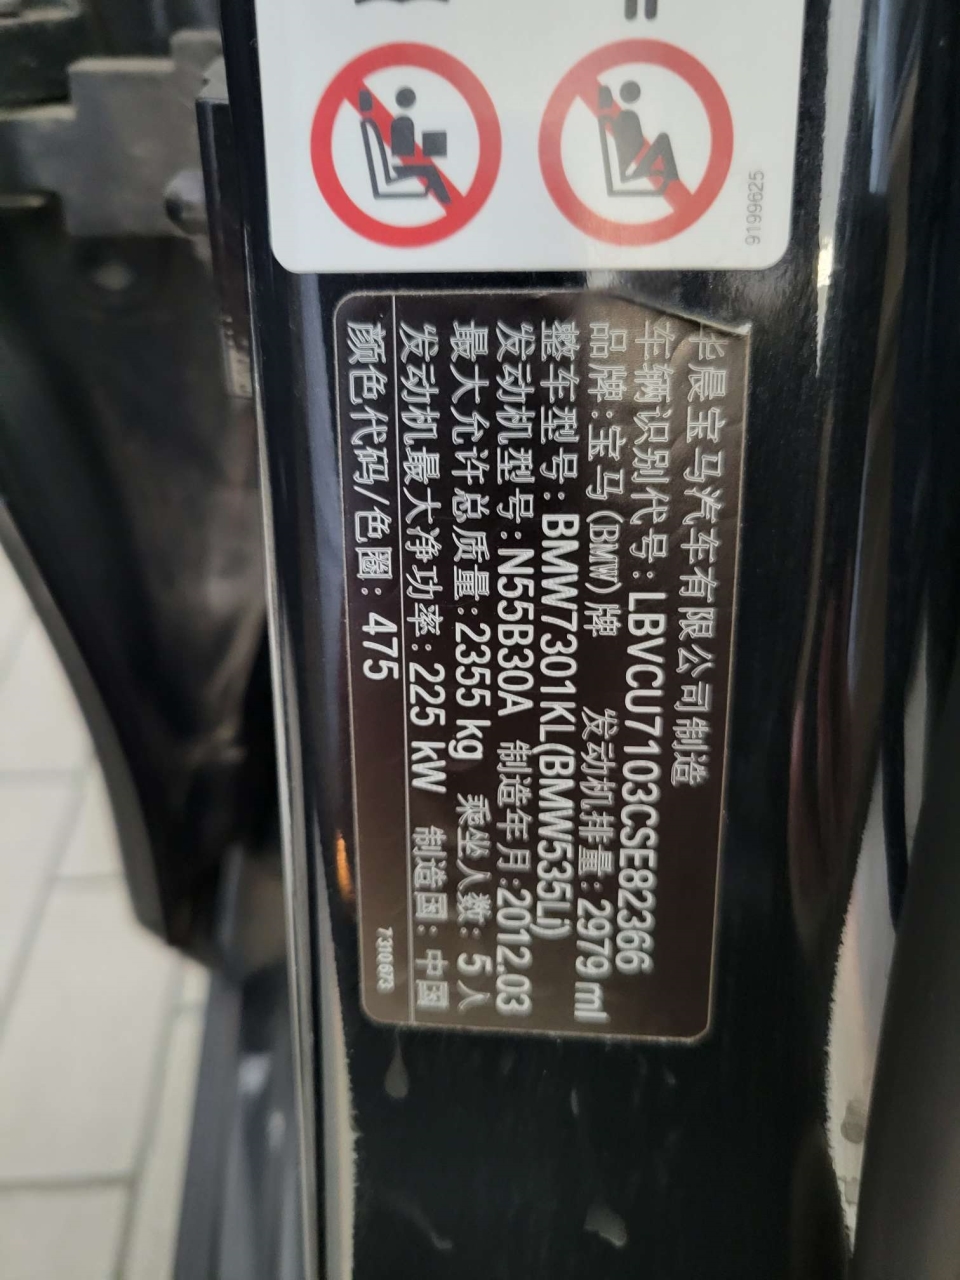 9199625
华晨宝马汽车有限公司制造
车辆识别代号:LBVCU7103CSE82366
品牌:宝马(BMW)牌 发动机排量:2979 ml
整车型号:BMW7301KL(BMW535Li)
发动机型号:N55B30A 制造年月:2012.03
最大允许总质量:2355 kg 乘坐人数:5人
发动机最大净功率:225 kW 制造国:中国
颜色代码/色圈:475
7310673